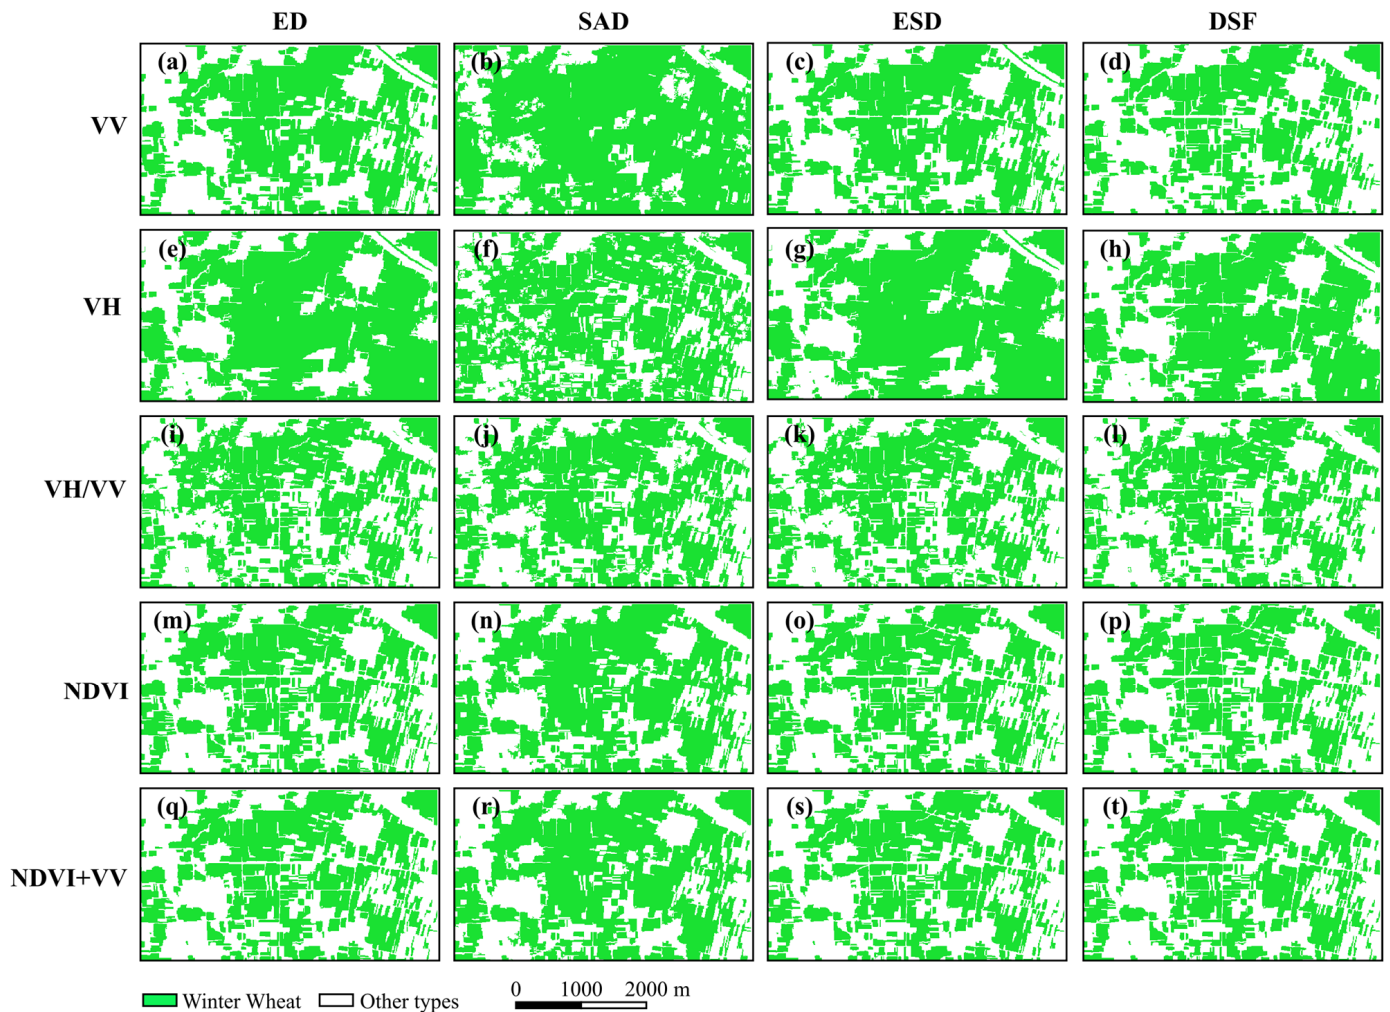 ED SAD ESD DSF
VV (a) (b) (c) (d)
VH (e) (f) (g) (h)
VH/VV (i) (j) (k) (l)
NDVI (m) (n) (o) (p)
NDVI+VV (q) (r) (s) (t)
Winter Wheat Other types 0 1000 2000 m